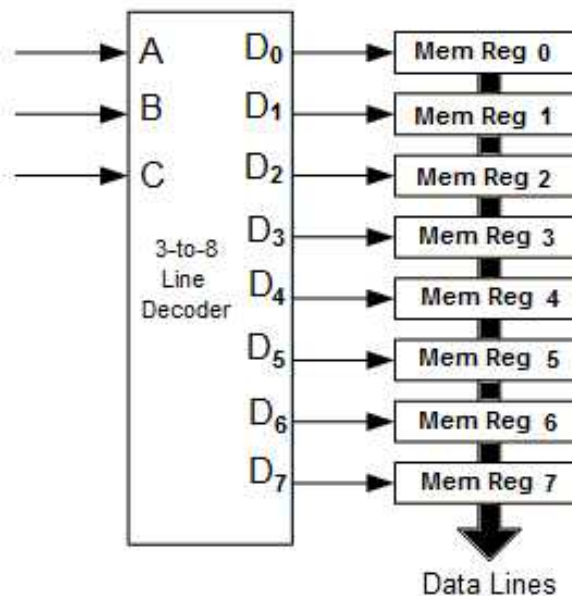 A D0 Mem Reg 0
B D1 Mem Reg 1
C D2 Mem Reg 2
D3 Mem Reg 3
3-to-8
Line
Decoder
D4 Mem Reg 4
D5 Mem Reg 5
D6 Mem Reg 6
D7 Mem Reg 7
Data Lines